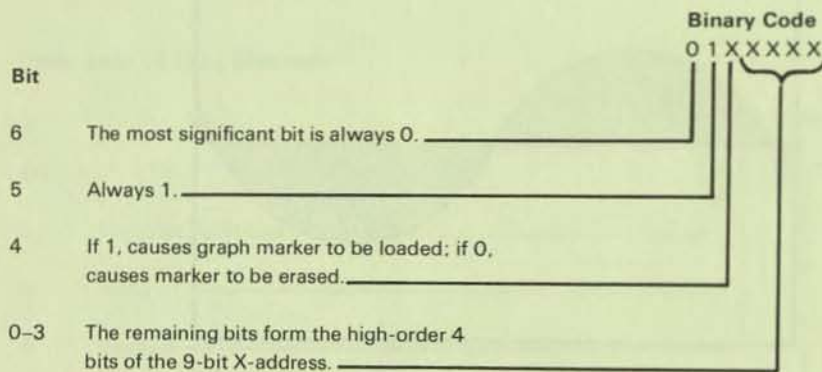 Binary Code
0 1 X X X X X
Bit
6 The most significant bit is always 0.
5 Always 1.
4 If 1, causes graph marker to be loaded; if 0,
causes marker to be erased.
0–3 The remaining bits form the high-order 4
bits of the 9-bit X-address.